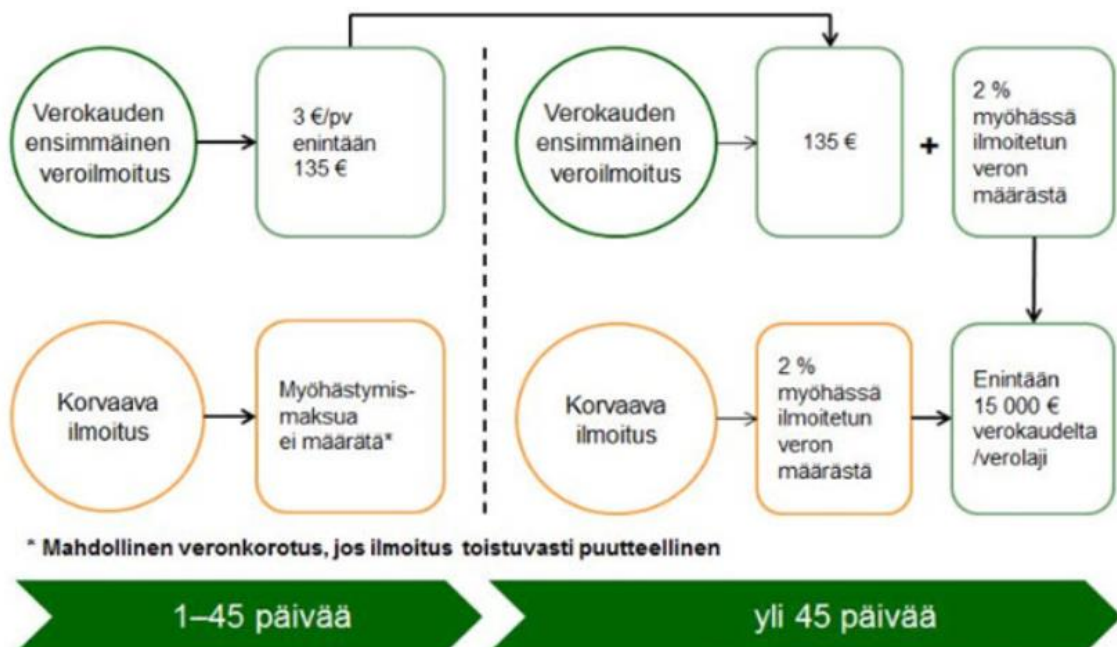 Verokauden
ensimmäinen
veroilmoitus
3 €/pv
enintään
135 €
Verokauden
ensimmäinen
veroilmoitus
135 €
+
2 %
myöhässä
ilmoitetun
veron
määrästä
Korvaava
ilmoitus
Myöhästymis-
maksua
ei määrätä*
Korvaava
ilmoitus
2 %
myöhässä
ilmoitetun
veron
määrästä
Enintään
15 000 €
verokaudelta
/verolaji
* Mahdollinen veronkorotus, jos ilmoitus toistuvasti puutteellinen
1–45 päivää
yli 45 päivää